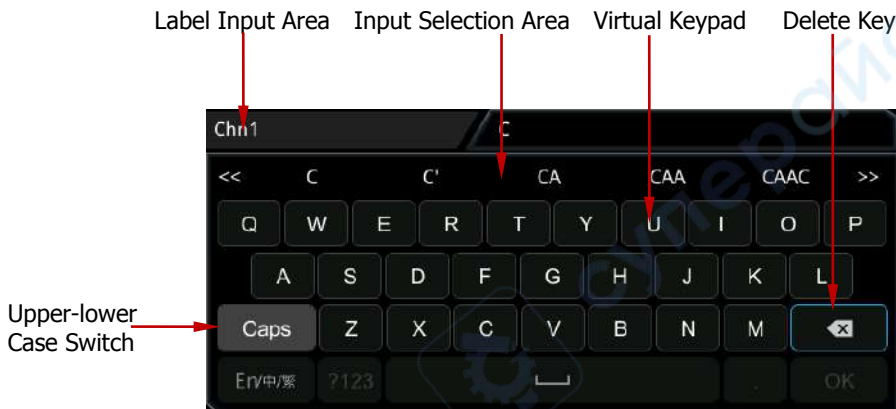 Label Input Area Input Selection Area Virtual Keypad Delete Key
Chn1 C
<< C C' CA CAA CAAC >>
Q W E R T Y U I O P
A S D F G H J K L
Upper-lower
Case Switch
Caps Z X C V B N M
En/中/繁 ?123 . OK
суперайс